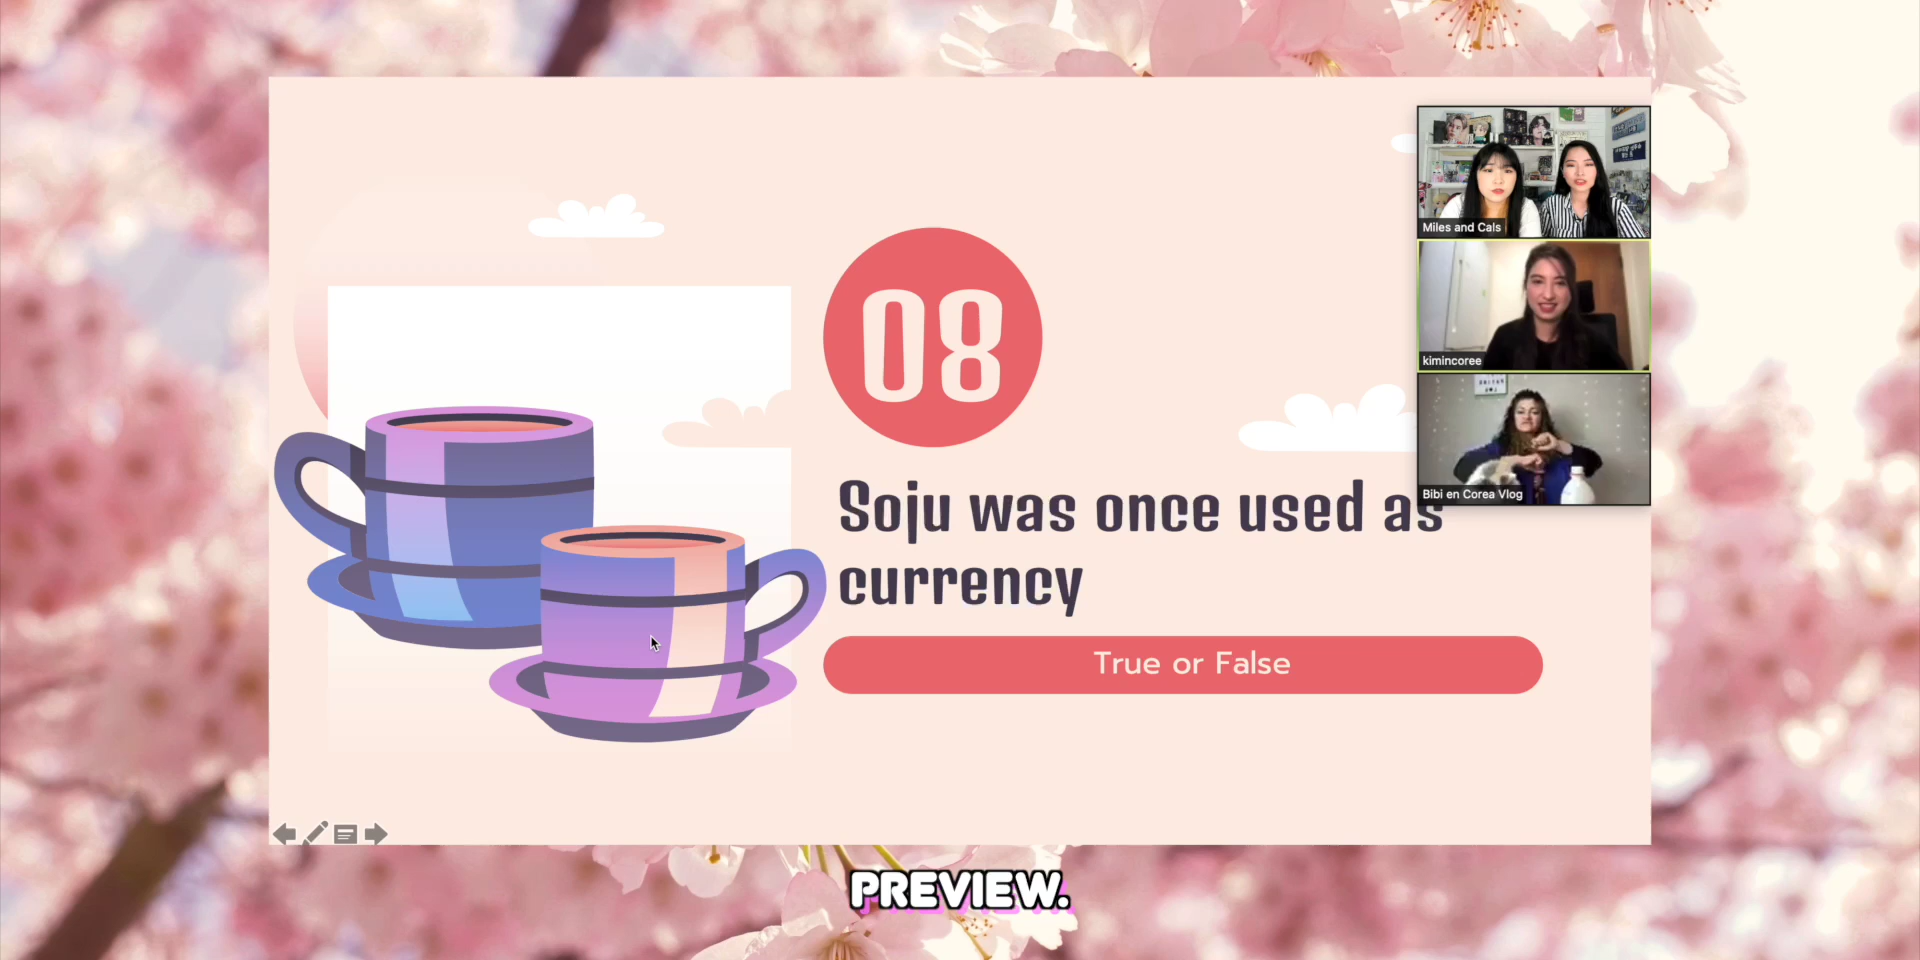 08
Soju was once used as
currency
True or False
Miles and Cals
kimincoree
Bibi en Corea Vlog
PREVIEW.